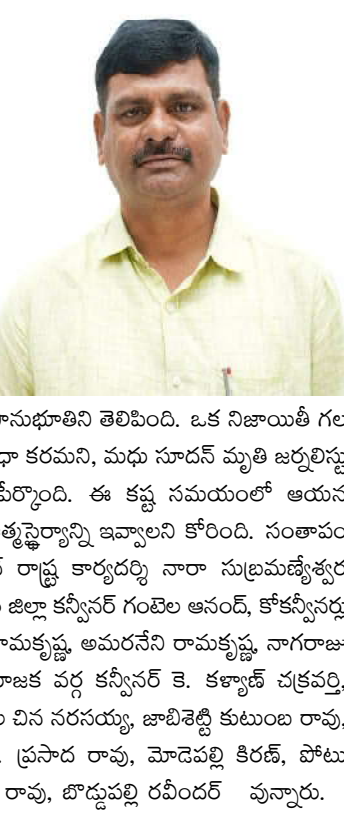 ానుభూతిని తెలిపింది. ఒక నిజాయితీ గల
ధా కరమని, మధు సూదన్ మృతి జర్నలిస్టు
పేర్కొంది. ఈ కష్ట సమయంలో ఆయన
త్మస్థైర్యాన్ని ఇవ్వాలని కోరింది. సంతాపం
రాష్ట్ర కార్యదర్శి నారా సుబ్రమణ్యేశ్వర
జిల్లా కన్వీనర్ గంటెల ఆనంద్, కోకన్వీనర్లు
ామకృష్ణ, అమరనేని రామకృష్ణ, నాగరాజు
ోజక వర్గ కన్వీనర్ కె. కళ్యాణ్ చక్రవర్తి,
చిన నరసయ్య, జాబిశెట్టి కుటుంబ రావు,
. ప్రసాద రావు, మోడెపల్లి కిరణ్, పోటు
రావు, బొడ్డుపల్లి రవీందర్ వున్నారు.